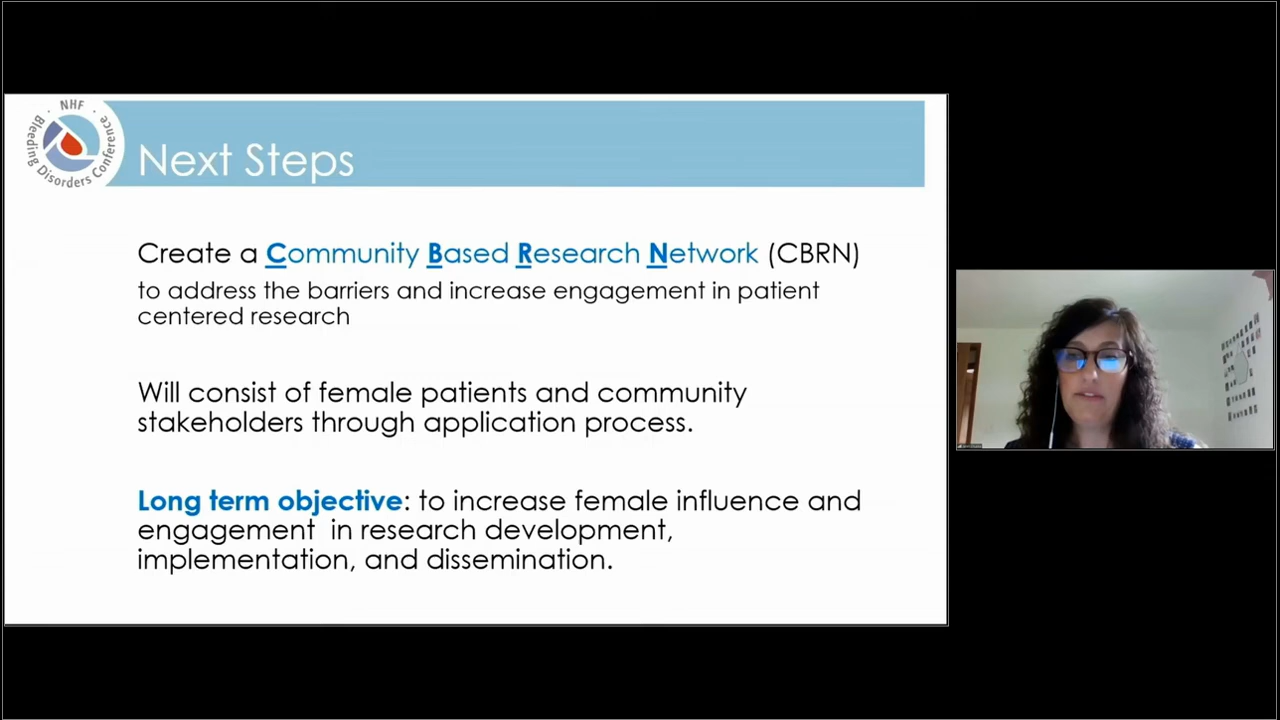 NHF
Bleeding Disorders Conference
Next Steps
Create a Community Based Research Network (CBRN)
to address the barriers and increase engagement in patient
centered research
Will consist of female patients and community
stakeholders through application process.
Long term objective: to increase female influence and
engagement in research development,
implementation, and dissemination.